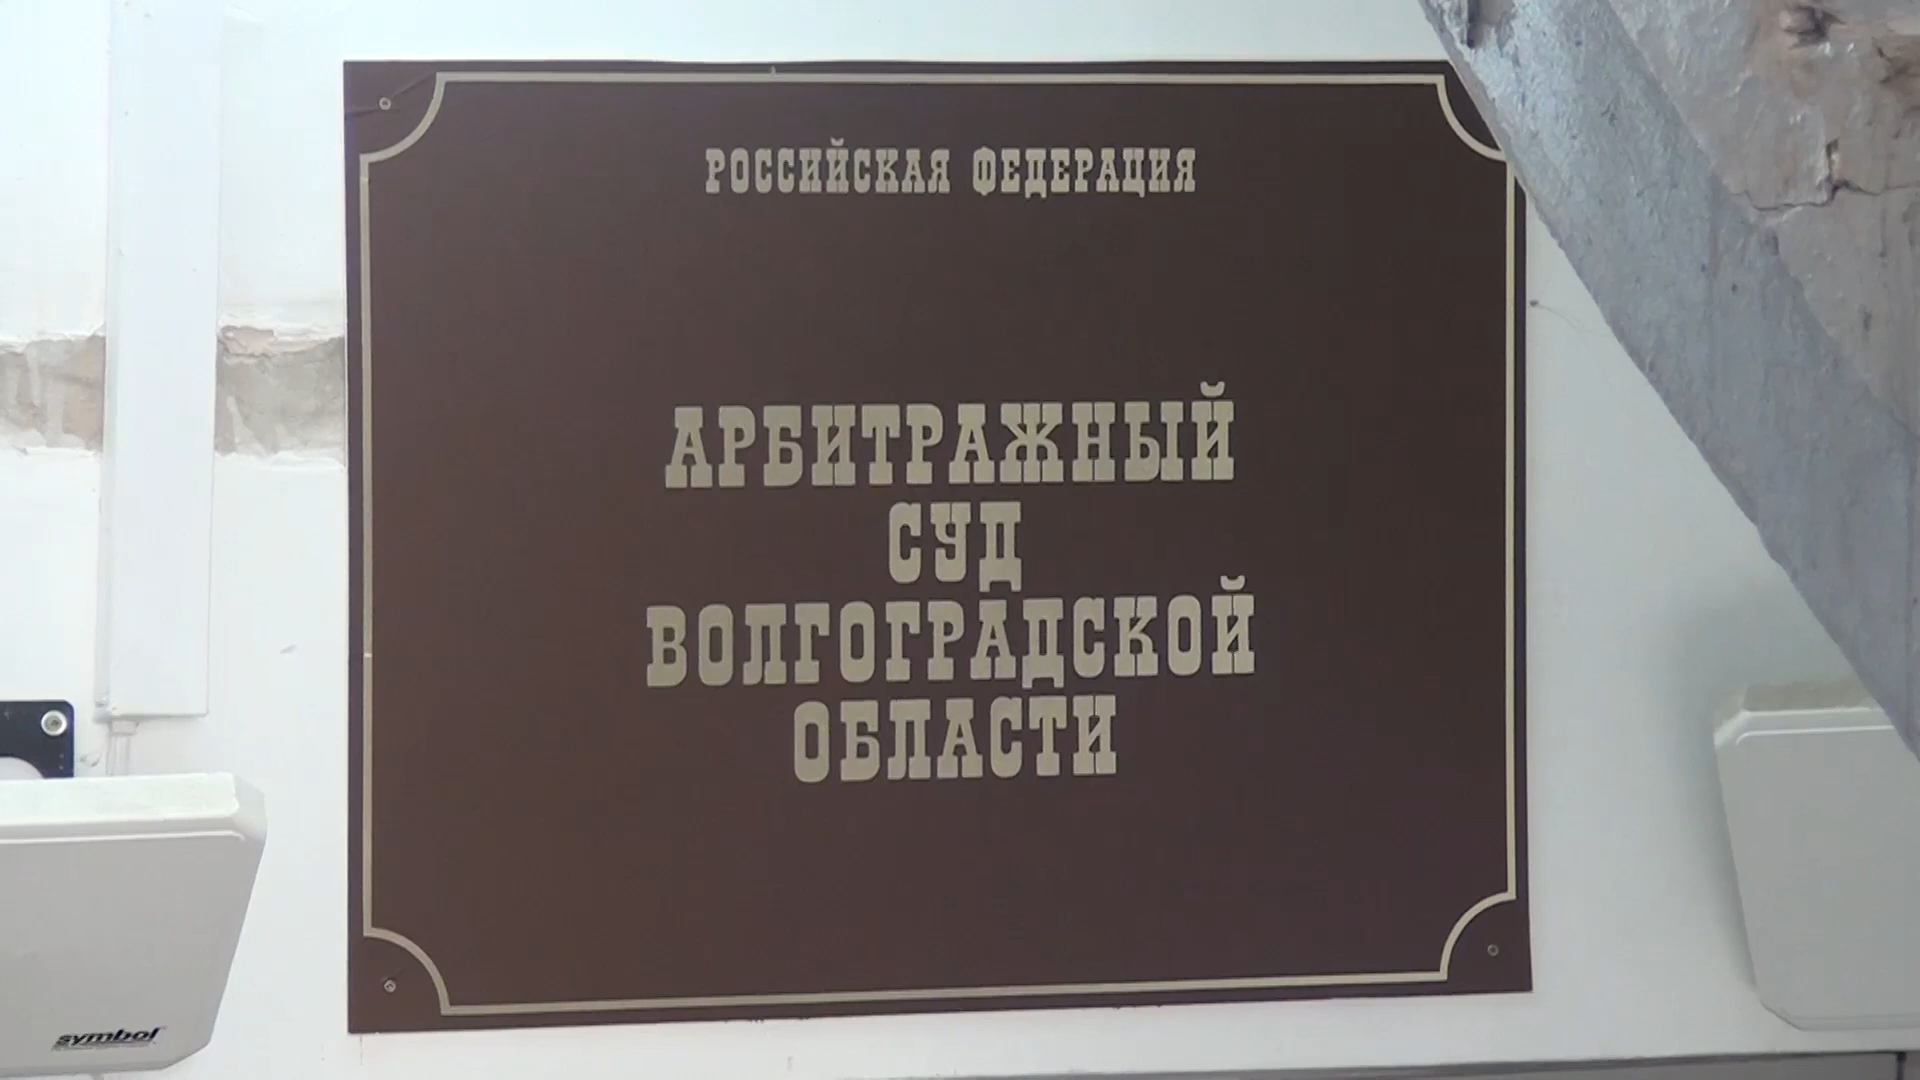 РОССИЙСКАЯ ФЕДЕРАЦИЯ
АРБИТРАЖНЫЙ
СУД
ВОЛГОГРАДСКОЙ
ОБЛАСТИ
symbol